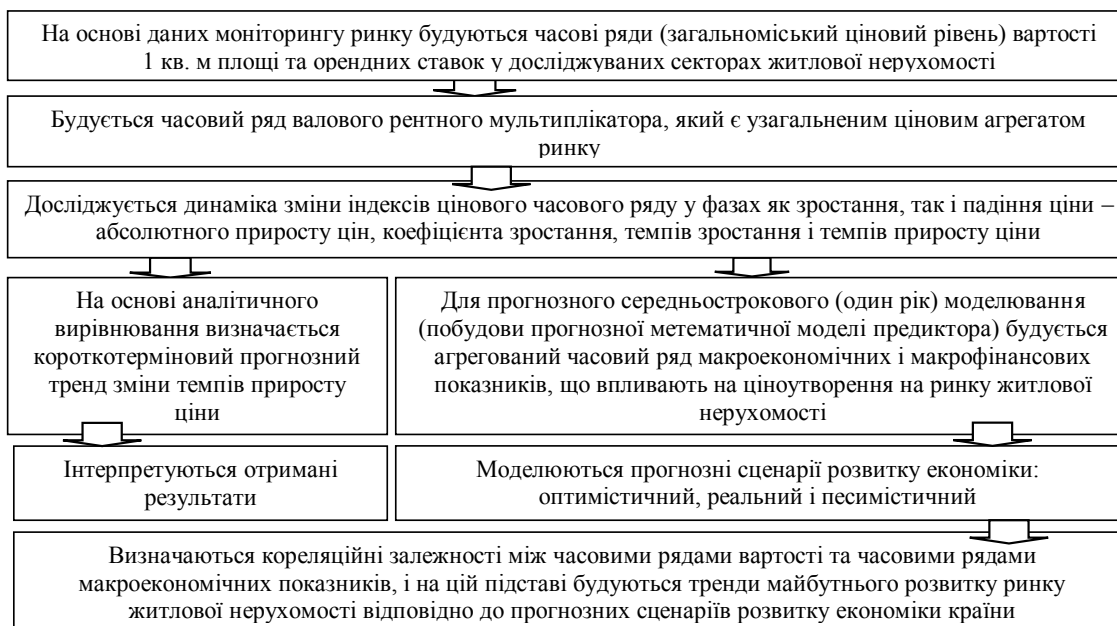 На основі даних моніторингу ринку будуються часові ряди (загальноміський ціновий рівень) вартості
1 кв. м площі та орендних ставок у досліджуваних секторах житлової нерухомості
Будується часовий ряд валового рентного мультиплікатора, який є узагальненим ціновим агрегатом
ринку
Досліджується динаміка зміни індексів цінового часового ряду у фазах як зростання, так і падіння ціни –
абсолютного приросту цін, коефіцієнта зростання, темпів зростання і темпів приросту ціни
На основі аналітичного
вирівнювання визначається
короткотерміновий прогнозний
тренд зміни темпів приросту
ціни
Для прогнозного середньострокового (один рік) моделювання
(побудови прогнозної метематичної моделі предиктора) будується
агрегований часовий ряд макроекономічних і макрофінансових
показників, що впливають на ціноутворення на ринку житлової
нерухомості
Інтерпретуються отримані
результати
Моделюються прогнозні сценарії розвитку економіки:
оптимістичний, реальний і песимістичний
Визначаються кореляційні залежності між часовими рядами вартості та часовими рядами
макроекономічних показників, і на цій підставі будуються тренди майбутнього розвитку ринку
житлової нерухомості відповідно до прогнозних сценаріїв розвитку економіки країни